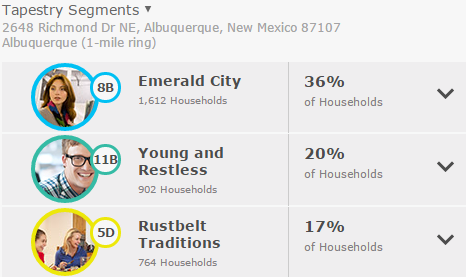 Tapestry Segments
2648 Richmond Dr NE, Albuquerque, New Mexico 87107
Albuquerque (1-mile ring)
8B
Emerald City
1,612 Households
36%
of Households
11B
Young and
Restless
902 Households
20%
of Households
5D
Rustbelt
Traditions
764 Households
17%
of Households